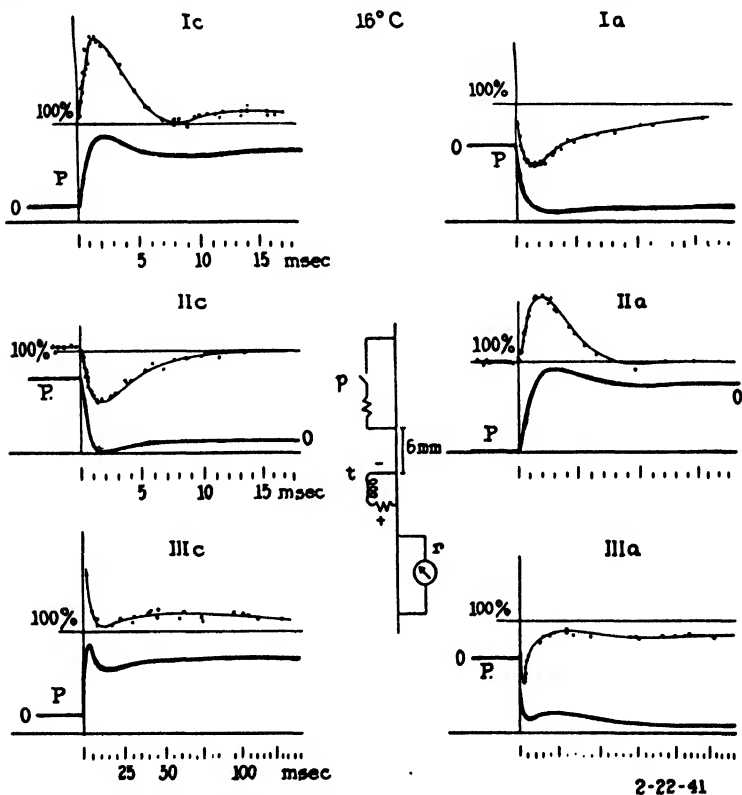 Ic
16°C
Ia
100%
P
0
5 10 15 msec
100%
0
P
IIc
100%
P.
0
5 10 15 msec
p
6mm
t
-
+
r
IIa
100%
0
P
IIIc
100%
P
0
25 50 100 msec
IIIa
100%
0
P.
2-22-41